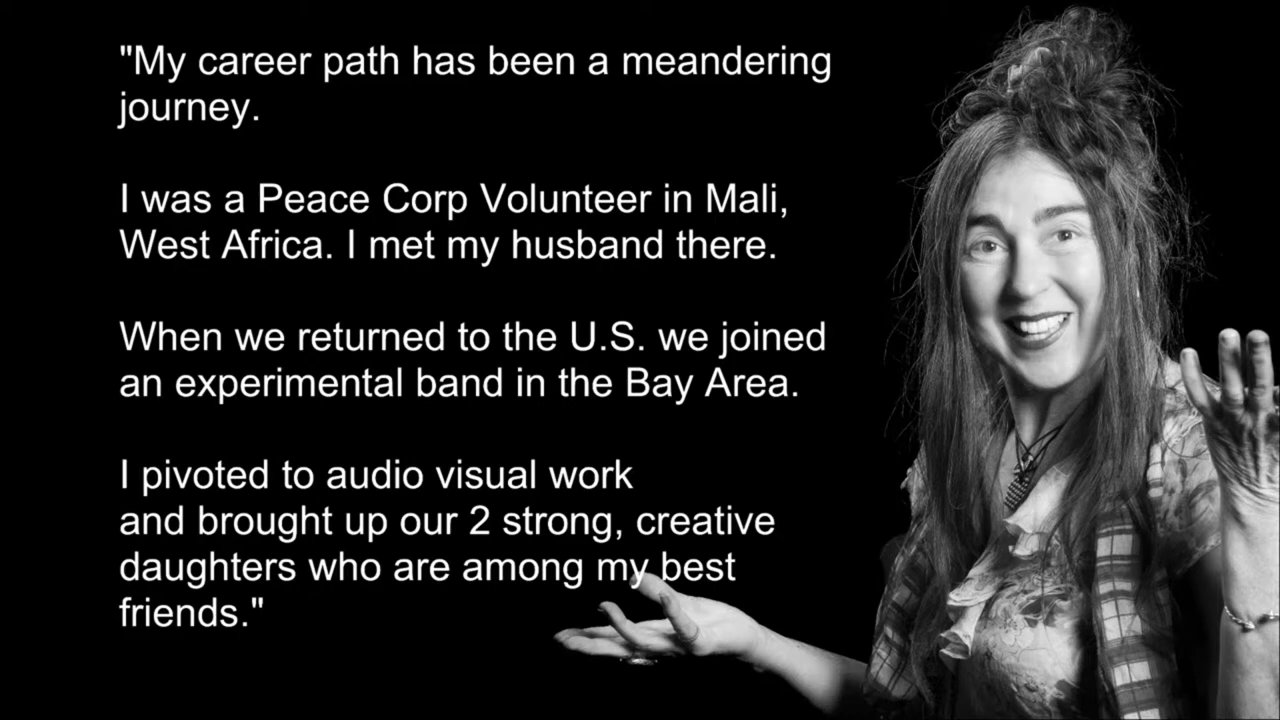 "My career path has been a meandering
journey.
I was a Peace Corp Volunteer in Mali,
West Africa. I met my husband there.
When we returned to the U.S. we joined
an experimental band in the Bay Area.
I pivoted to audio visual work
and brought up our 2 strong, creative
daughters who are among my best
friends."